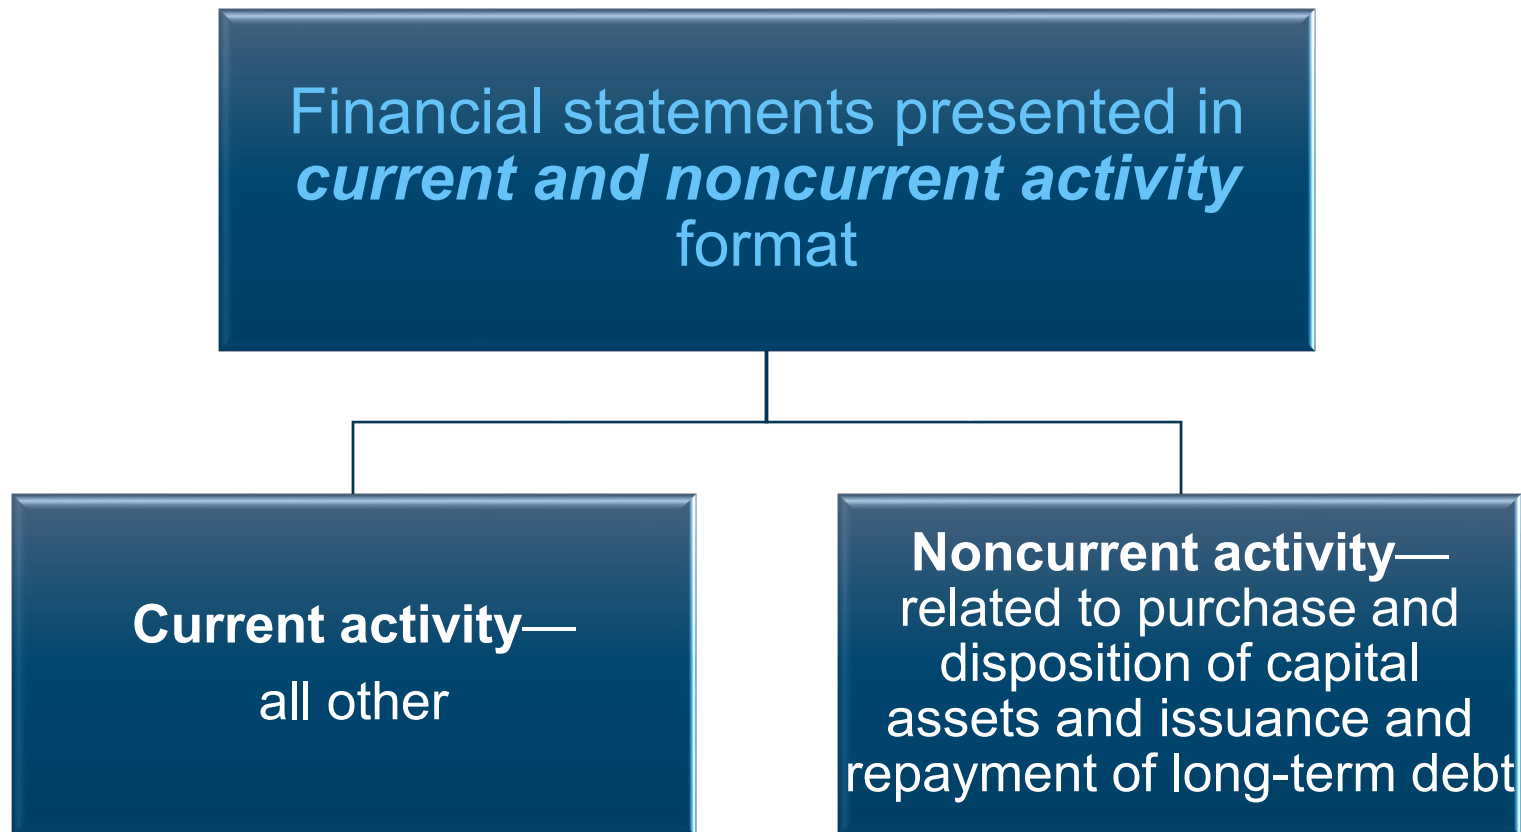 Financial statements presented in
current and noncurrent activity
format
Current activity—
all other
Noncurrent activity—
related to purchase and
disposition of capital
assets and issuance and
repayment of long-term debt